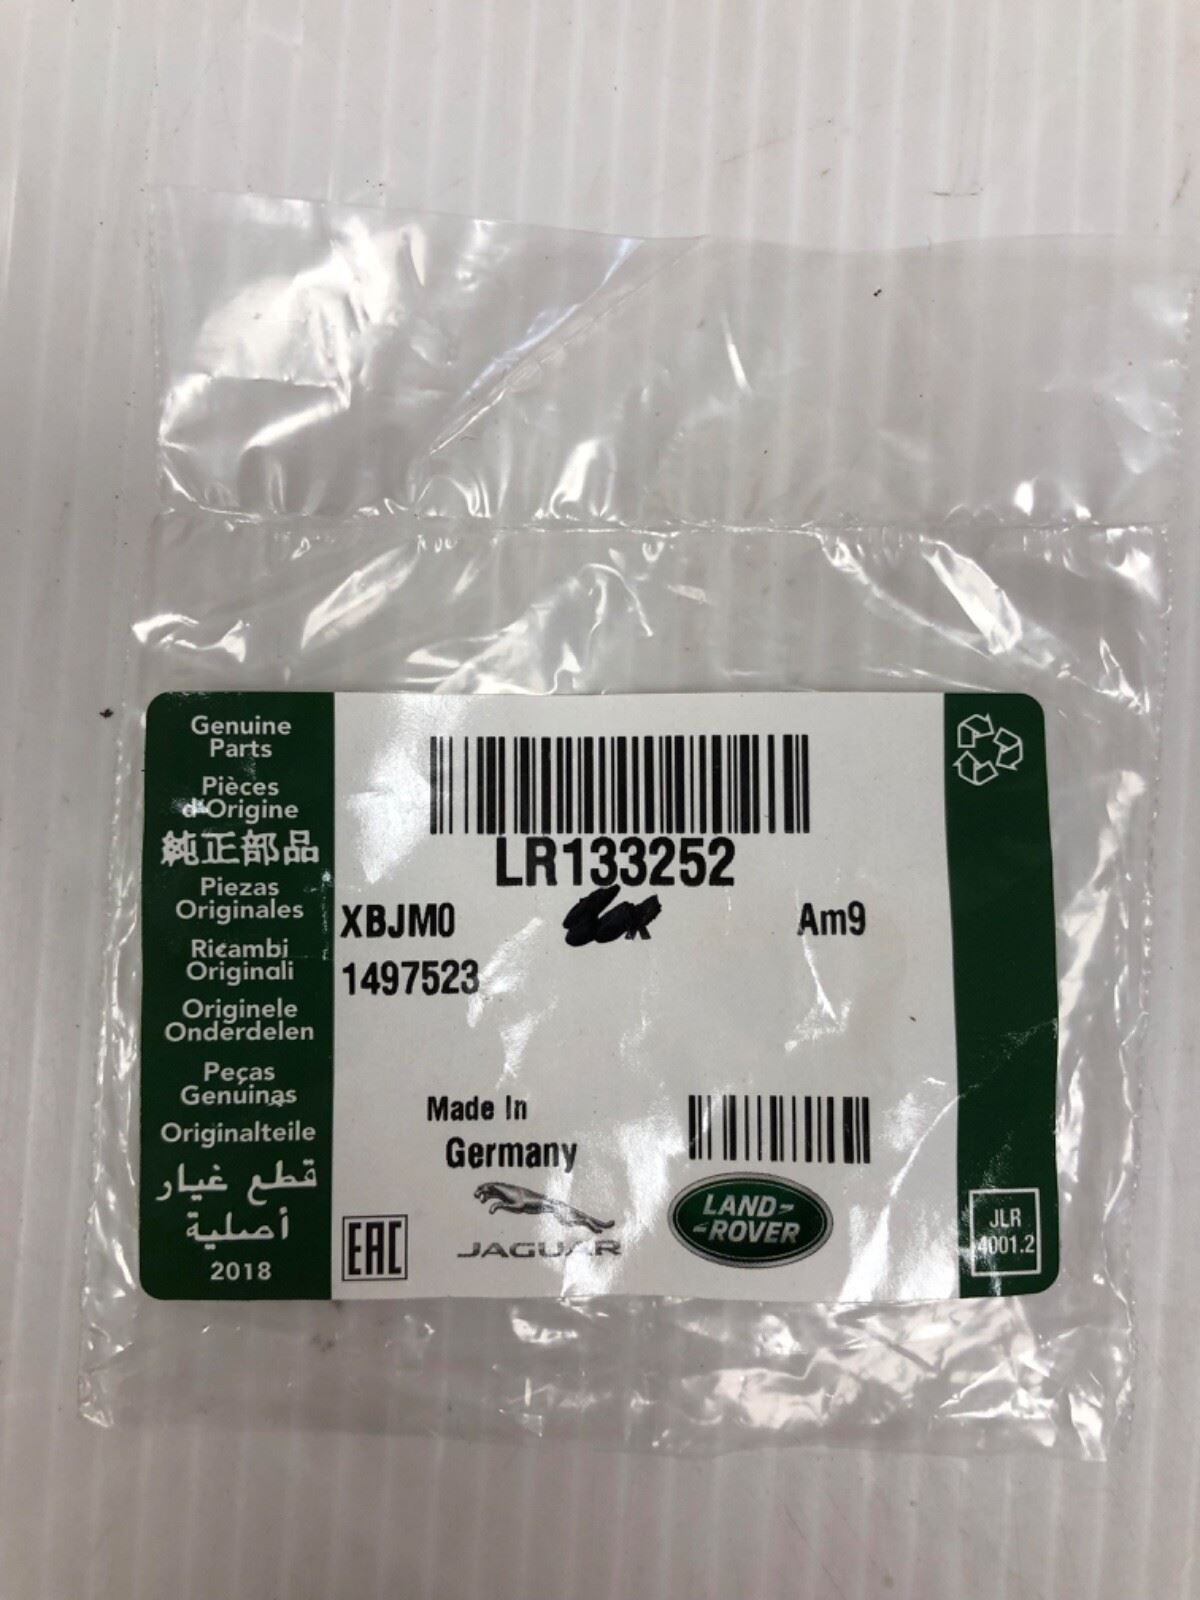 Genuine
Parts
Pièces
d'Origine
純正部品
Piezas
Originales
Ricambi
Originali
Originele
Onderdelen
Peças
Genuinas
Originalteile
قطع غيار
أصلية
2018
LR133252
XBJM0
Am9
1497523
Made In
Germany
EAC
JAGUAR
LAND
ROVER
JLR
4001.2